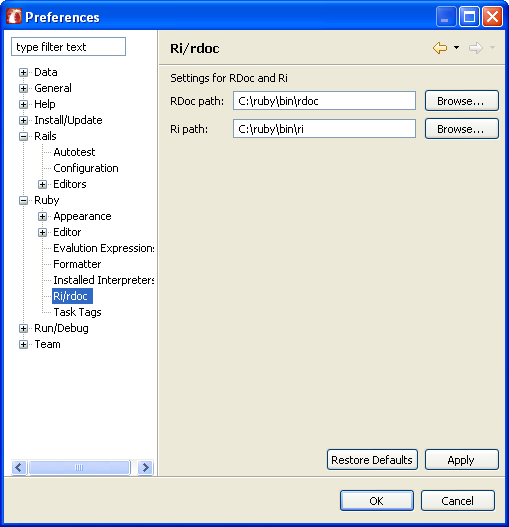 Preferences
type filter text
Data
General
Help
Install/Update
Rails
Autotest
Configuration
Editors
Ruby
Appearance
Editor
Evalution Expressions
Formatter
Installed Interpreters
Ri/rdoc
Task Tags
Run/Debug
Team
Ri/rdoc
Settings for RDoc and Ri
RDoc path: C:\ruby\bin\rdoc Browse...
Ri path: C:\ruby\bin\ri Browse...
Restore Defaults Apply
OK Cancel